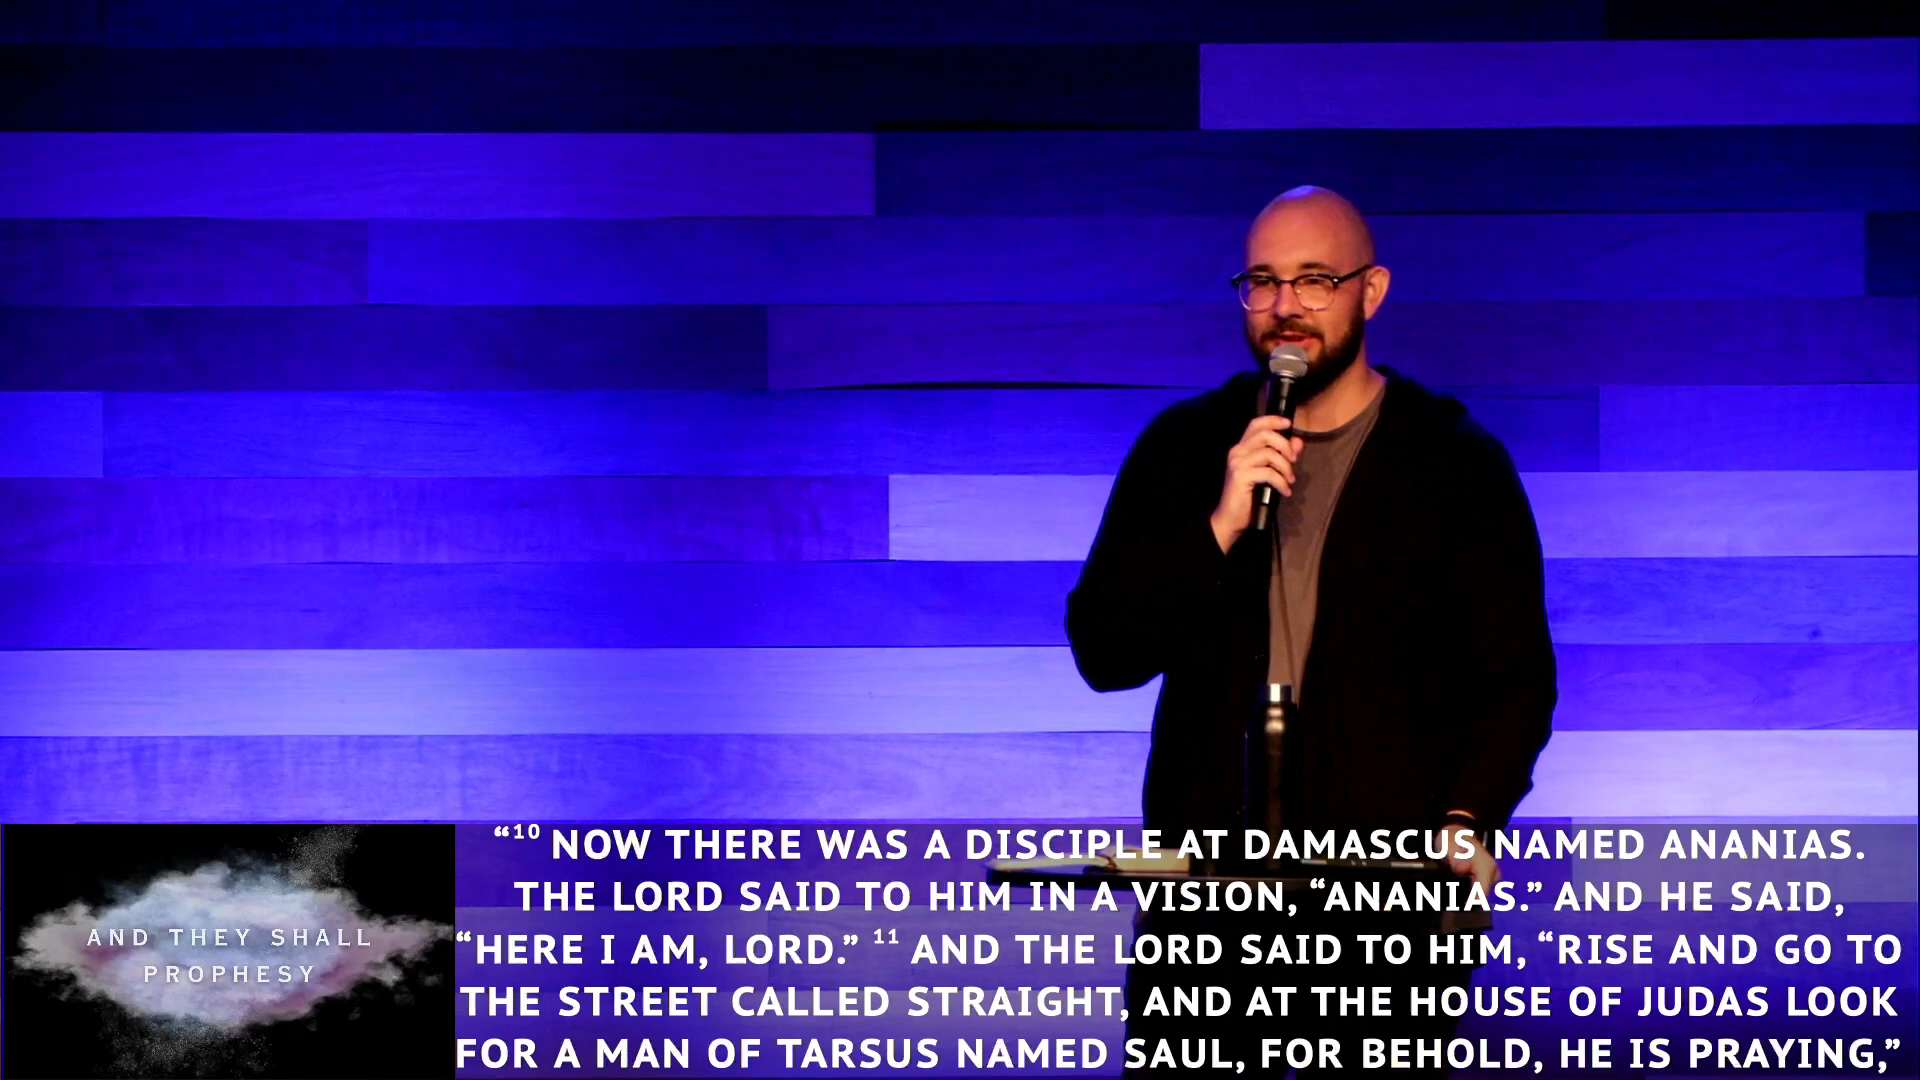 AND THEY SHALL
PROPHESY
“¹⁰ NOW THERE WAS A DISCIPLE AT DAMASCUS NAMED ANANIAS.
THE LORD SAID TO HIM IN A VISION, “ANANIAS.” AND HE SAID,
“HERE I AM, LORD.” ¹¹ AND THE LORD SAID TO HIM, “RISE AND GO TO
THE STREET CALLED STRAIGHT, AND AT THE HOUSE OF JUDAS LOOK
FOR A MAN OF TARSUS NAMED SAUL, FOR BEHOLD, HE IS PRAYING,”